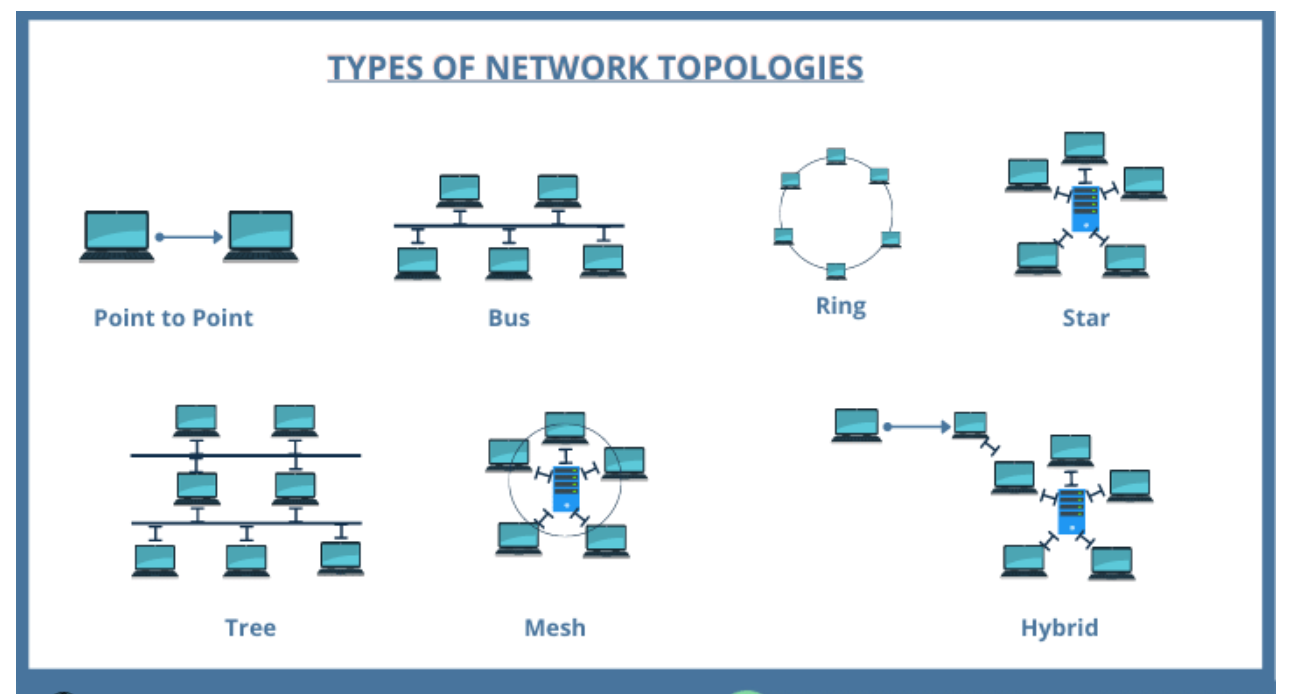 TYPES OF NETWORK TOPOLOGIES
Point to Point
Bus
Ring
Star
Tree
Mesh
Hybrid